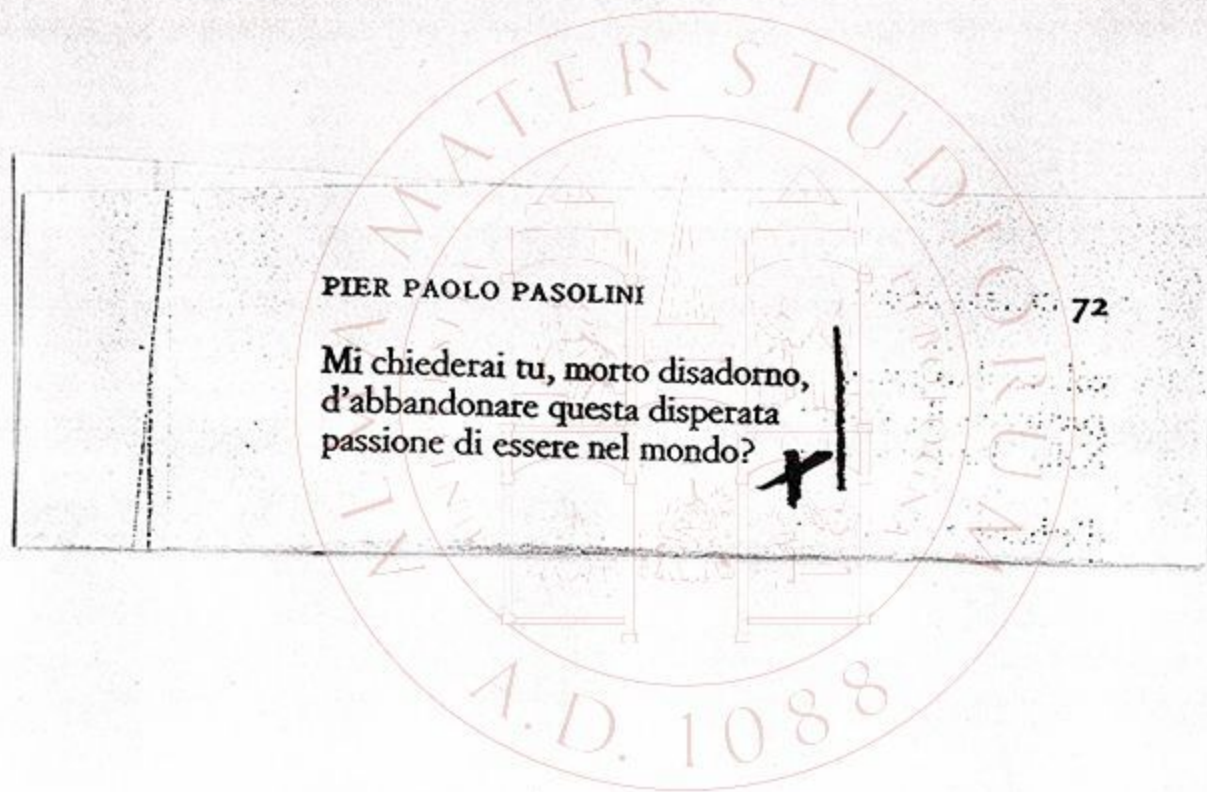 PIER PAOLO PASOLINI
72
Mi chiederai tu, morto disadorno,
d'abbandonare questa disperata
passione di essere nel mondo?
ALMA MATER STUDIORUM
A.D. 1088